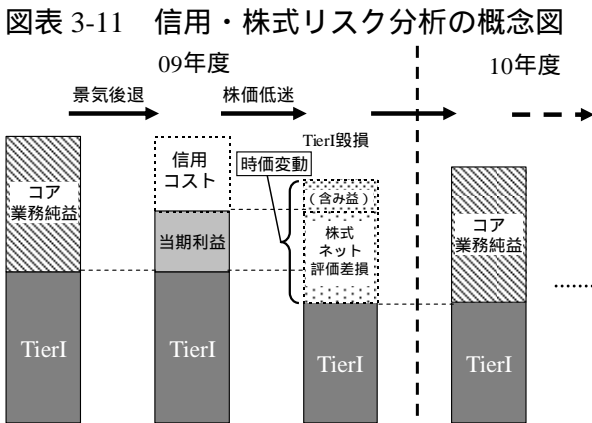 図表 3-11　信用・株式リスク分析の概念図
09年度
10年度
景気後退
株価低迷
TierI毀損
コア
業務純益
信用
コスト
当期利益
時価変動
（含み益）
株式
ネット
評価差損
コア
業務純益
………
TierI
TierI
TierI
TierI